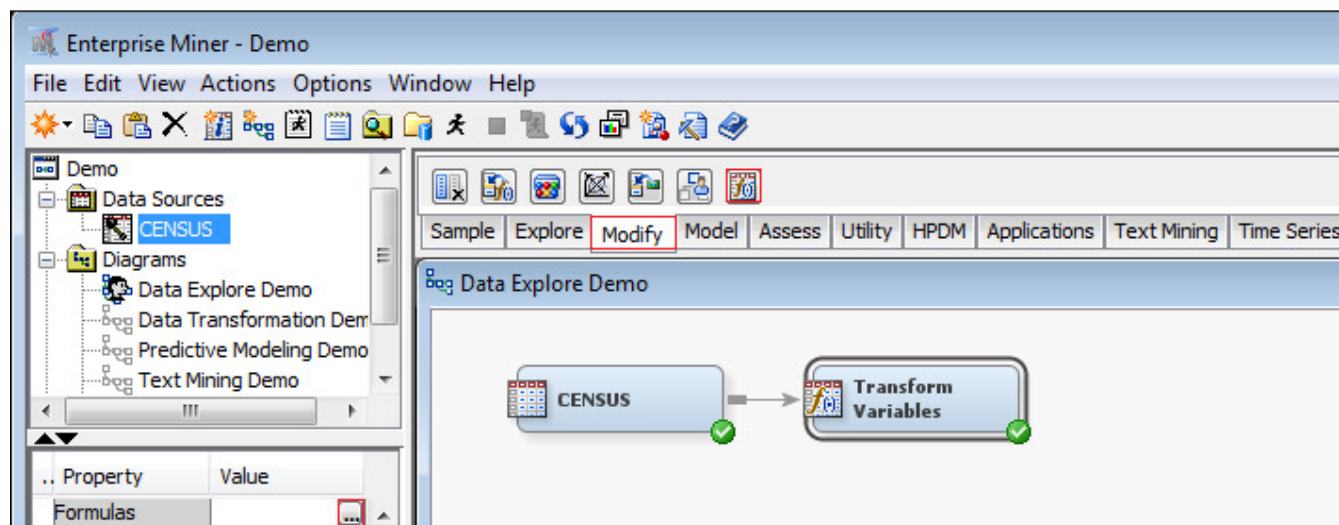 Enterprise Miner - Demo
File Edit View Actions Options Window Help
Demo
Data Sources
CENSUS
Diagrams
Data Explore Demo
Data Transformation Dem
Predictive Modeling Demo
Text Mining Demo
.. Property Value
Formulas ...
Sample Explore Modify Model Assess Utility HPDM Applications Text Mining Time Series
Data Explore Demo
CENSUS
Transform
Variables